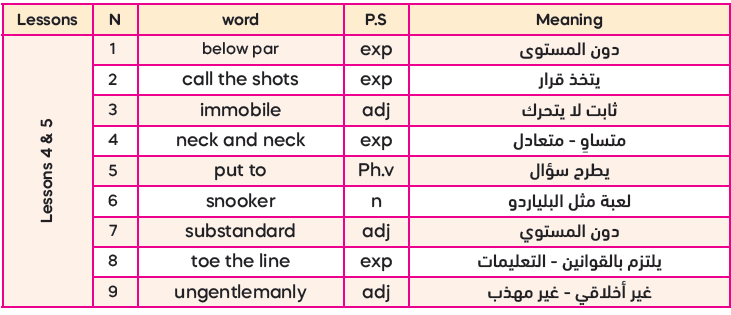 Lessons N word P.S Meaning
Lessons 4 & 5
1 below par exp دون المستوى
2 call the shots exp يتخذ قرار
3 immobile adj ثابت لا يتحرك
4 neck and neck exp متساوِ - متعادل
5 put to Ph.v يطرح سؤال
6 snooker n لعبة مثل البلياردو
7 substandard adj دون المستوي
8 toe the line exp يلتزم بالقوانين - التعليمات
9 ungentlemanly adj غير أخلاقي - غير مهذب